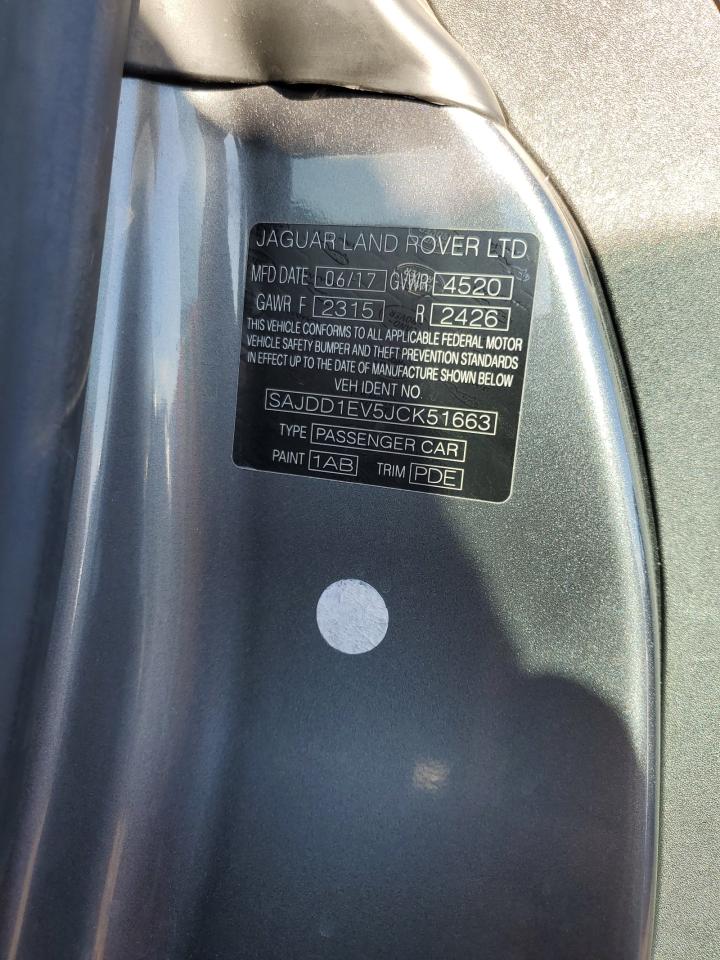 JAGUAR LAND ROVER LTD
MFD DATE 06/17 GVWR 4520
GAWR F 2315 R 2426
THIS VEHICLE CONFORMS TO ALL APPLICABLE FEDERAL MOTOR
VEHICLE SAFETY BUMPER AND THEFT PREVENTION STANDARDS
IN EFFECT UP TO THE DATE OF MANUFACTURE SHOWN BELOW
VEH IDENT NO.
SAJDD1EV5JCK51663
TYPE PASSENGER CAR
PAINT 1AB TRIM PDE